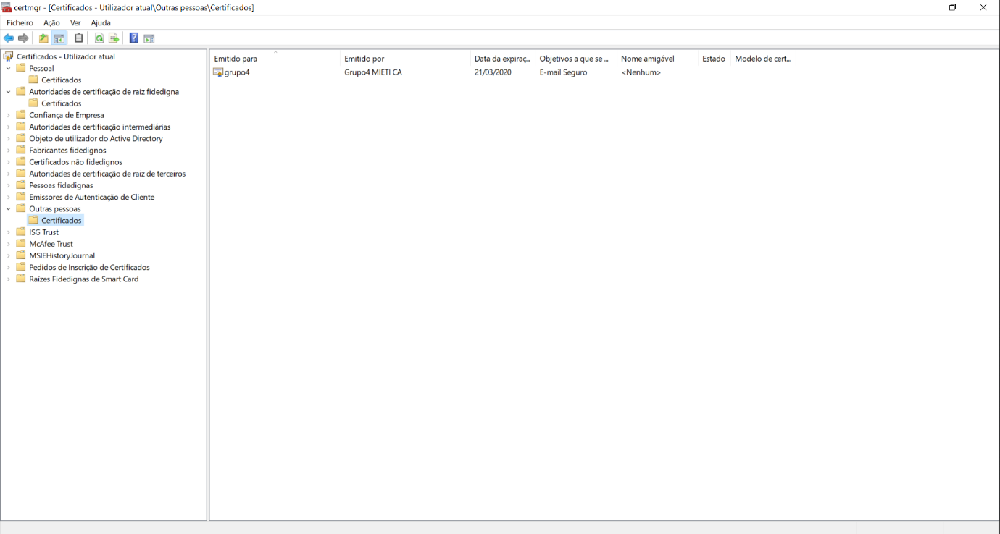 certmgr - [Certificados - Utilizador atual\Outras pessoas\Certificados]
Ficheiro Ação Ver Ajuda
Certificados - Utilizador atual
Pessoal
Certificados
Autoridades de certificação de raiz fidedigna
Certificados
Confiança de Empresa
Autoridades de certificação intermediárias
Objeto de utilizador do Active Directory
Fabricantes fidedignos
Certificados não fidedignos
Autoridades de certificação de raiz de terceiros
Pessoas fidedignas
Emissores de Autenticação de Cliente
Outras pessoas
Certificados
ISG Trust
McAfee Trust
MSIEHistoryJournal
Pedidos de Inscrição de Certificados
Raízes Fidedignas de Smart Card
Emitido para Emitido por Data da expiraç... Objetivos a que se ... Nome amigável Estado Modelo de cert...
grupo4 Grupo4 MIETI CA 21/03/2020 E-mail Seguro <Nenhum>